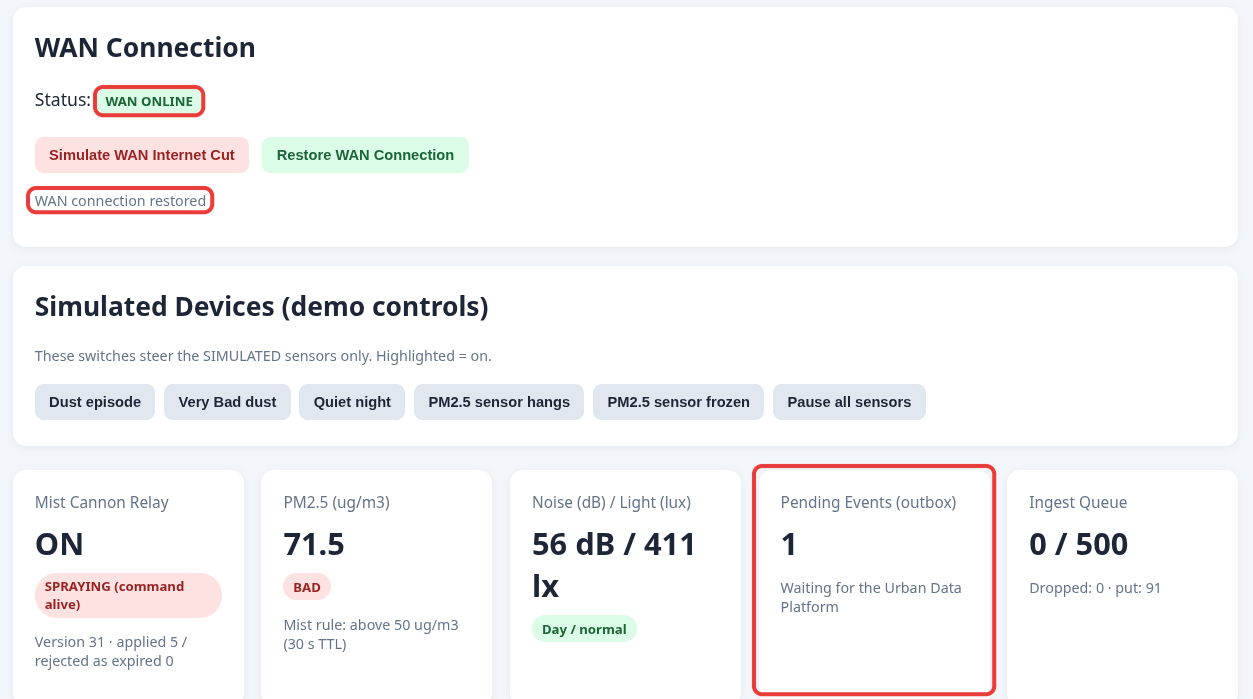 WAN Connection
Status: WAN ONLINE
Simulate WAN Internet Cut
Restore WAN Connection
WAN connection restored
Simulated Devices (demo controls)
These switches steer the SIMULATED sensors only. Highlighted = on.
Dust episode
Very Bad dust
Quiet night
PM2.5 sensor hangs
PM2.5 sensor frozen
Pause all sensors
Mist Cannon Relay
ON
SPRAYING (command
alive)
Version 31 · applied 5 /
rejected as expired 0
PM2.5 (ug/m3)
71.5
BAD
Mist rule: above 50 ug/m3
(30 s TTL)
Noise (dB) / Light (lux)
56 dB / 411
lx
Day / normal
Pending Events (outbox)
1
Waiting for the Urban Data
Platform
Ingest Queue
0 / 500
Dropped: 0 · put: 91